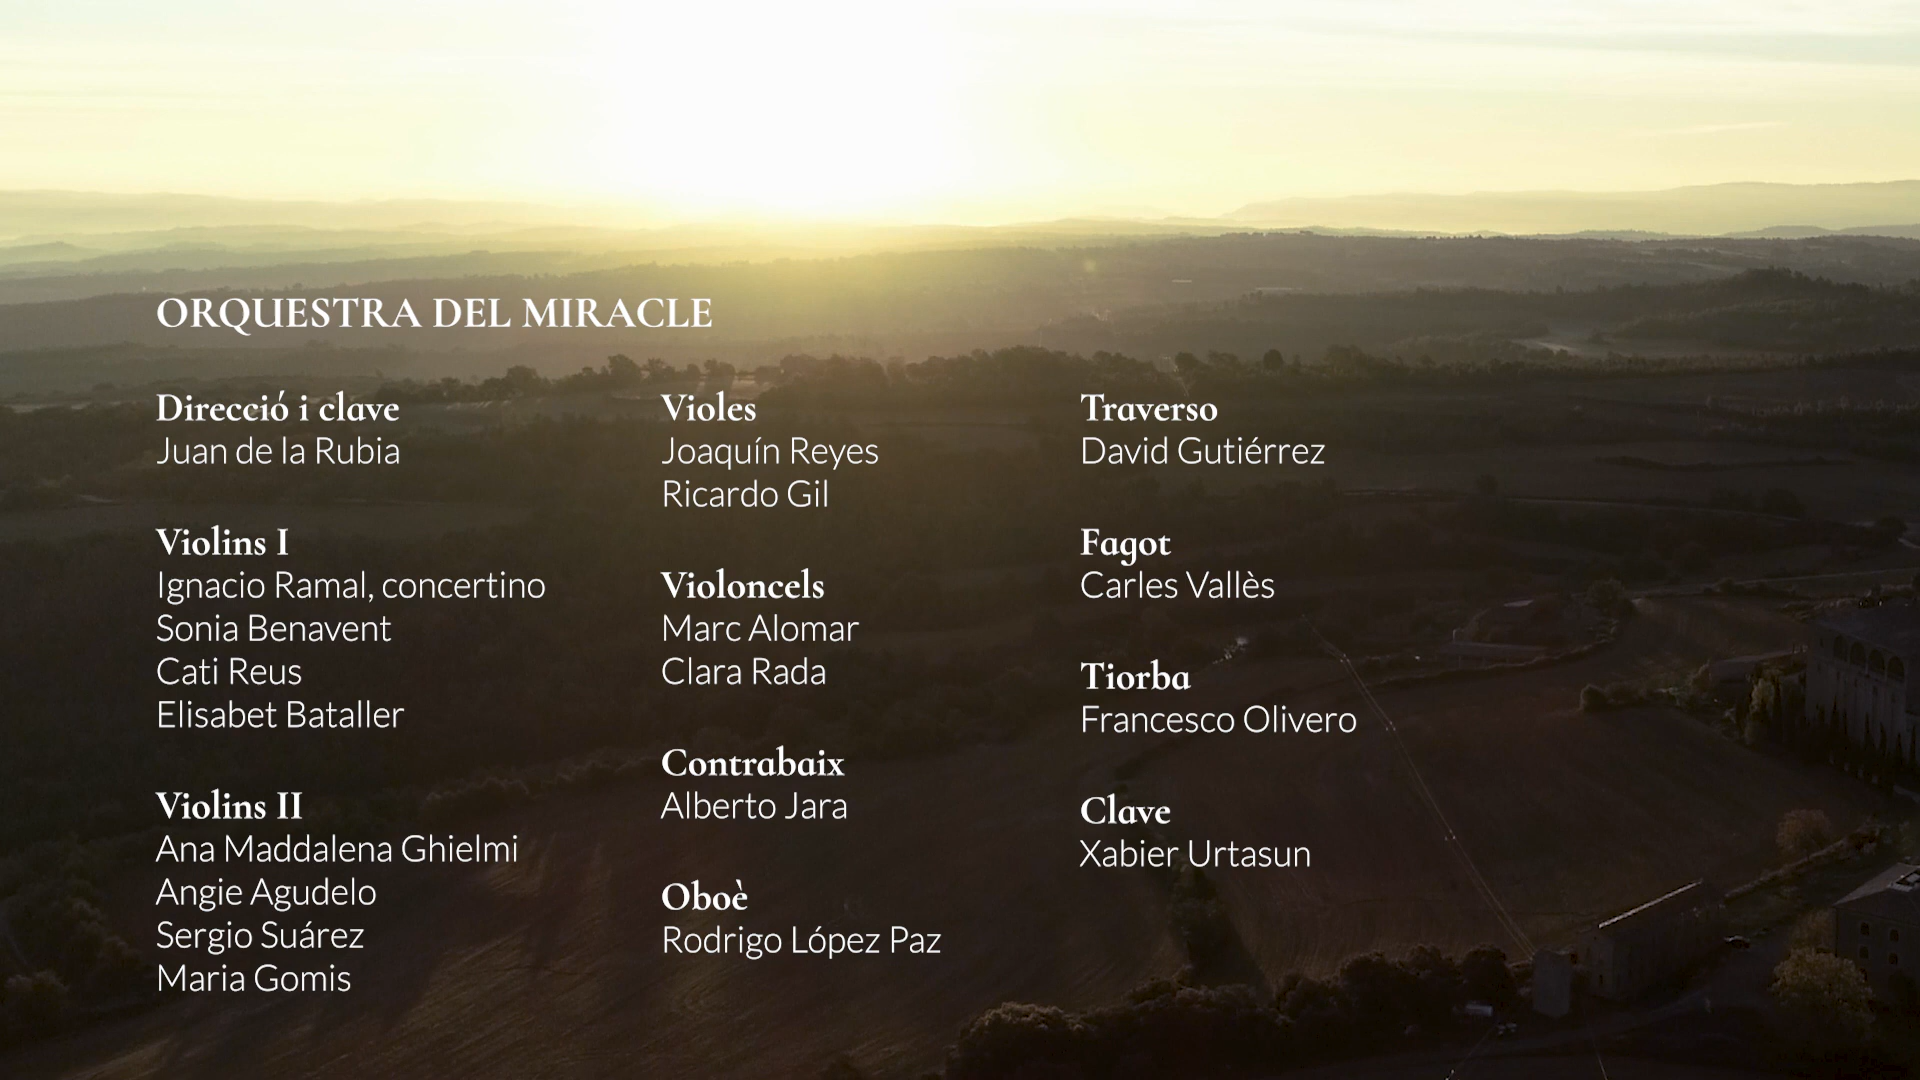 ORQUESTRA DEL MIRACLE
Direcció i clave
Juan de la Rubia
Violins I
Ignacio Ramal, concertino
Sonia Benavent
Cati Reus
Elisabet Bataller
Violins II
Ana Maddalena Ghielmi
Angie Agudelo
Sergio Suárez
Maria Gomis
Violes
Joaquín Reyes
Ricardo Gil
Violoncels
Marc Alomar
Clara Rada
Contrabaix
Alberto Jara
Oboè
Rodrigo López Paz
Traverso
David Gutiérrez
Fagot
Carles Vallès
Tiorba
Francesco Olivero
Clave
Xabier Urtasun